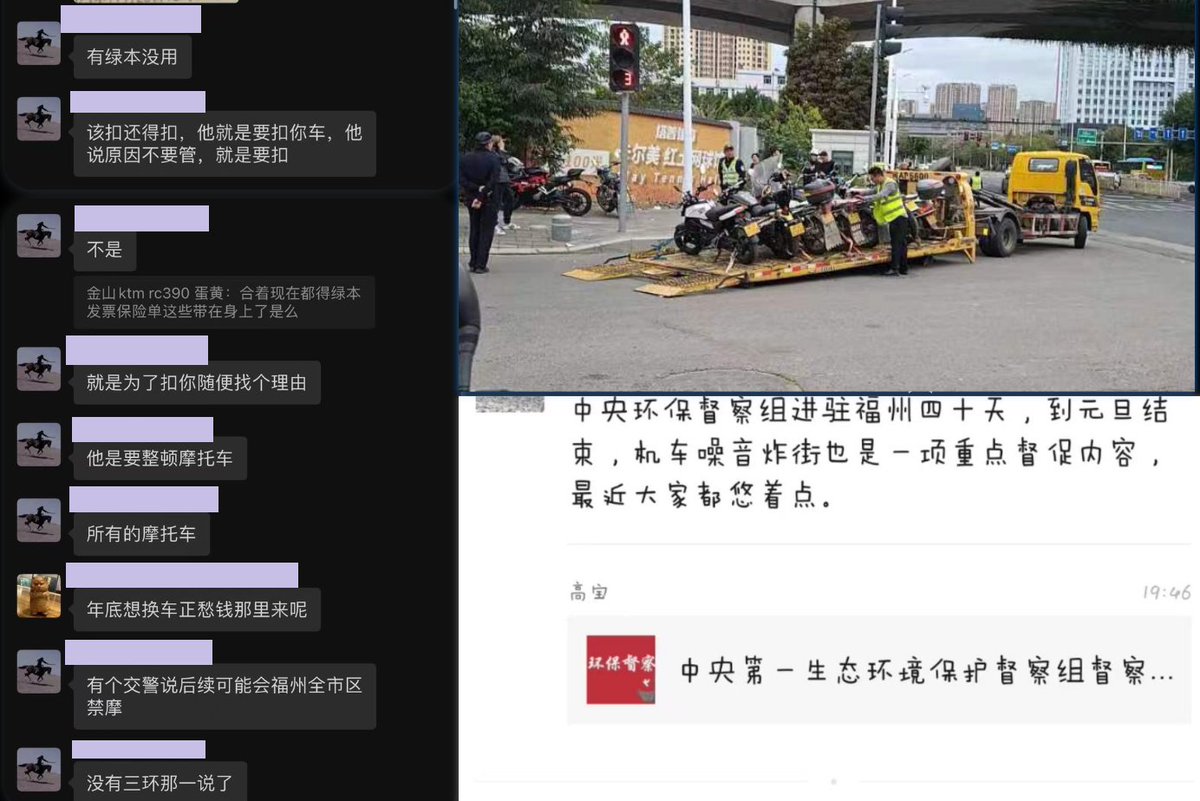 有绿本没用
该扣还得扣，他就是要扣你车，他
说原因不要管，就是要扣
不是
金山ktm rc390 蛋黄：合着现在都得绿本
发票保险单这些带在身上了是么
就是为了扣你随便找个理由
他是要整顿摩托车
所有的摩托车
年底想换车正愁钱那里来呢
有个交警说后续可能会福州全市区
禁摩
没有三环那一说了
3
中央环保督察组进驻福州四十天，到元旦结
束，机车噪音炸街也是一项重点督促内容，
最近大家都悠着点。
高宝
19:46
环保督察
中央第一生态环境保护督察组督察...